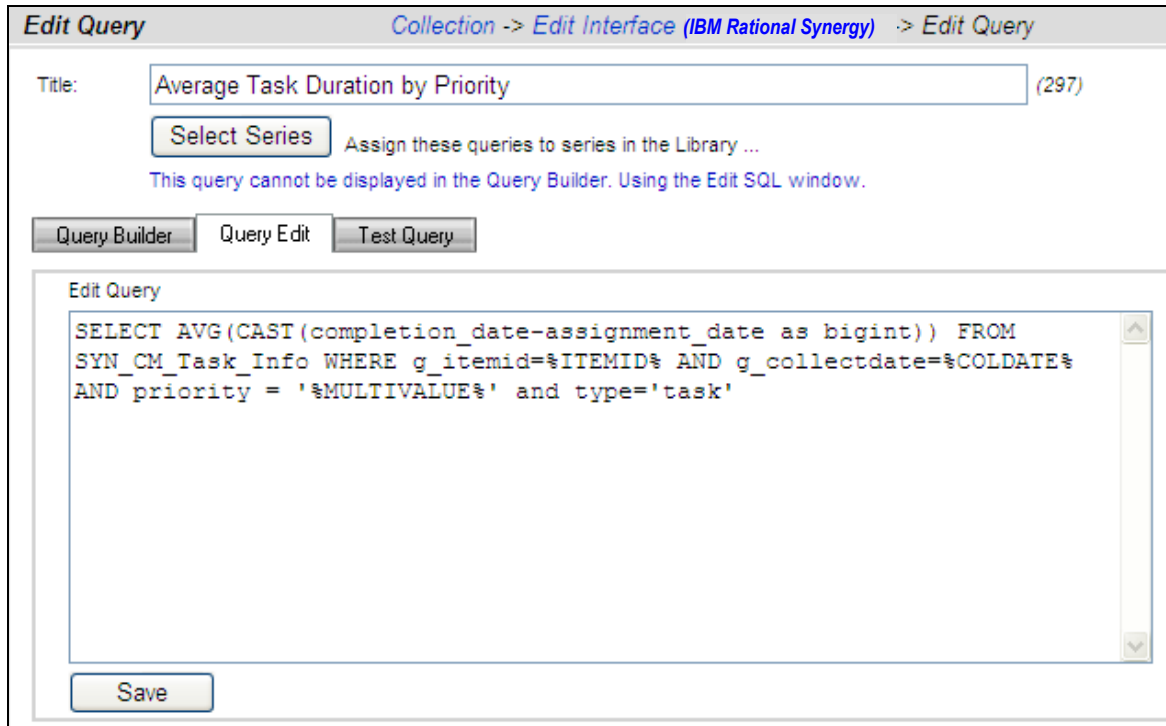 Edit Query Collection -> Edit Interface (IBM Rational Synergy) -> Edit Query
Title: Average Task Duration by Priority (297)
Select Series Assign these queries to series in the Library ...
This query cannot be displayed in the Query Builder. Using the Edit SQL window.
Query Builder Query Edit Test Query
Edit Query
SELECT AVG(CAST(completion_date-assignment_date as bigint)) FROM
SYN_CM_Task_Info WHERE g_itemid=%ITEMID% AND g_collectdate=%COLDATE%
AND priority = '%MULTIVALUE%' and type='task'
Save